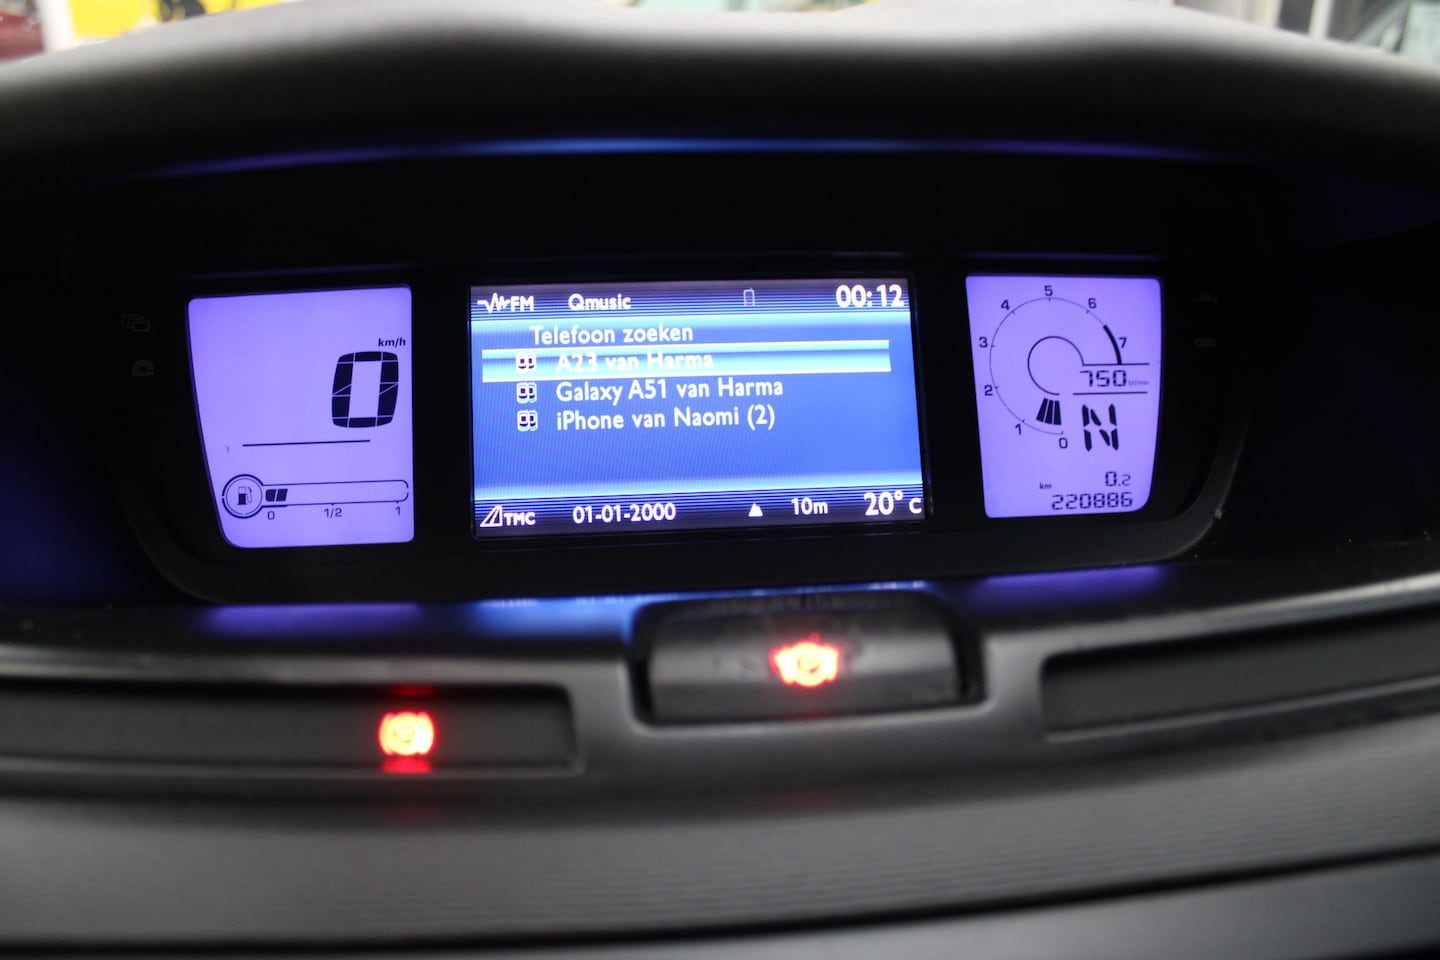 km/h
0
0 1/2 1
FM Qmusic 00:12
Telefoon zoeken
A23 van Harma
Galaxy A51 van Harma
iPhone van Naomi (2)
TMC 01-01-2000 10m 20° C
0 1 2 3 4 5 6 7
750 tr/min
N
0.2
km
220886
P
P